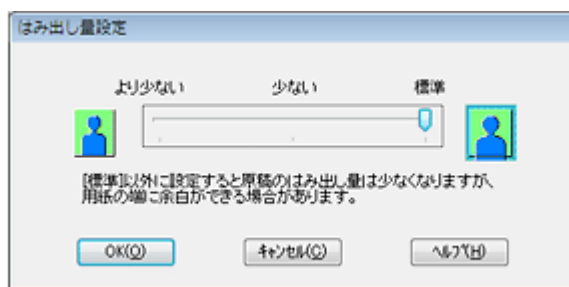 はみ出し量設定
より少ない 少ない 標準
[標準]以外に設定すると原稿のはみ出し量は少なくなりますが、
用紙の端に余白ができる場合があります。
OK(O) キャンセル(C) ヘルプ(H)